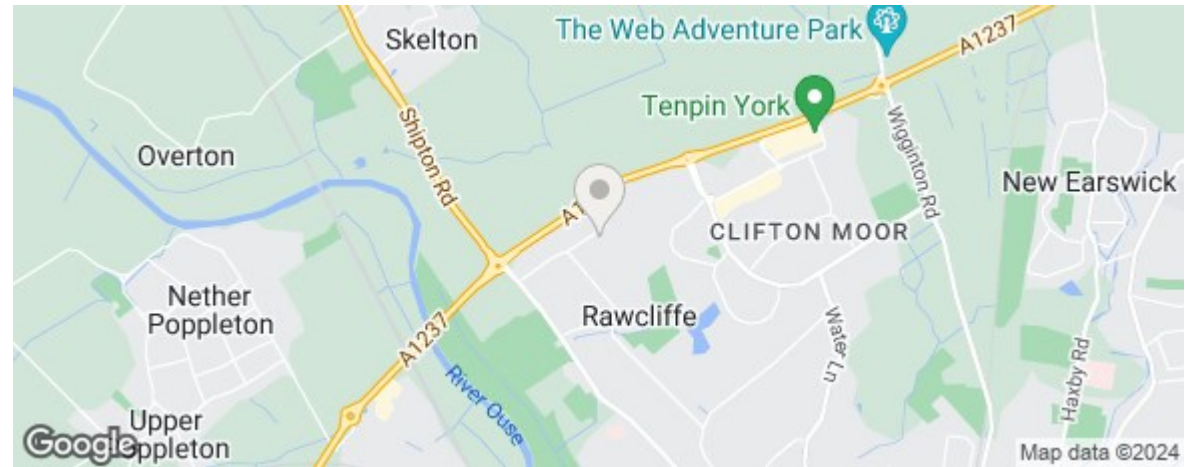 Skelton
The Web Adventure Park
A1237
Tenpin York
Shipton Rd
Wigginton Rd
Overton
New Earswick
CLIFTON MOOR
Nether
Poppleton
Rawcliffe
A1237
Water Ln
River Ouse
Haxby Rd
Upper
Google
Map data ©2024